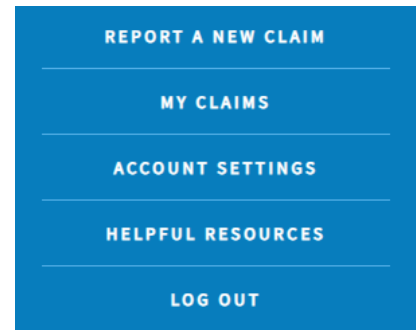 REPORT A NEW CLAIM
MY CLAIMS
ACCOUNT SETTINGS
HELPFUL RESOURCES
LOG OUT